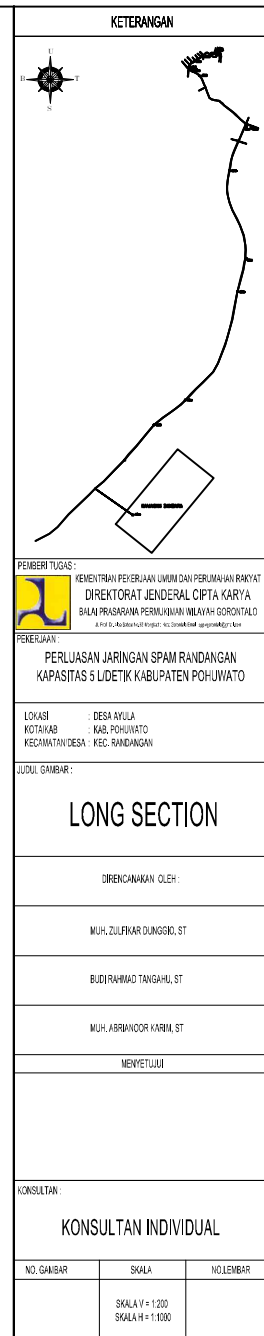 KETERANGAN
U
B T
S
PEMBERI TUGAS :
KEMENTRIAN PEKERJAAN UMUM DAN PERUMAHAN RAKYAT
DIREKTORAT JENDERAL CIPTA KARYA
BALAI PRASARANA PERMUKIMAN WILAYAH GORONTALO
PEKERJAAN :
PERLUASAN JARINGAN SPAM RANDANGAN
KAPASITAS 5 L/DETIK KABUPATEN POHUWATO
LOKASI : DESA AYULA
KOTA/KAB : KAB. POHUWATO
KECAMATAN/DESA : KEC. RANDANGAN
JUDUL GAMBAR :
LONG SECTION
DIRENCANAKAN OLEH :
MUH. ZULFIKAR DUNGGIO, ST
BUDI RAHMAD TANGAHU, ST
MUH. ABRIANOOR KARIM, ST
MENYETUJUI
KONSULTAN :
KONSULTAN INDIVIDUAL
NO. GAMBAR SKALA NO.LEMBAR
SKALA V = 1:200
SKALA H = 1:1000